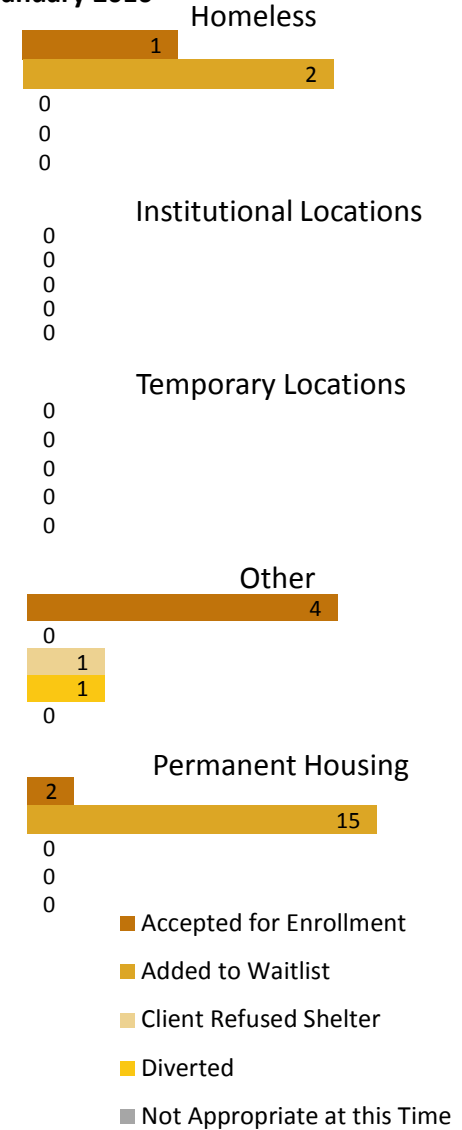 Homeless
1
2
0
0
0
Institutional Locations
0
0
0
0
0
Temporary Locations
0
0
0
0
0
Other
4
0
1
1
0
Permanent Housing
2
15
0
0
0
Accepted for Enrollment
Added to Waitlist
Client Refused Shelter
Diverted
Not Appropriate at this Time